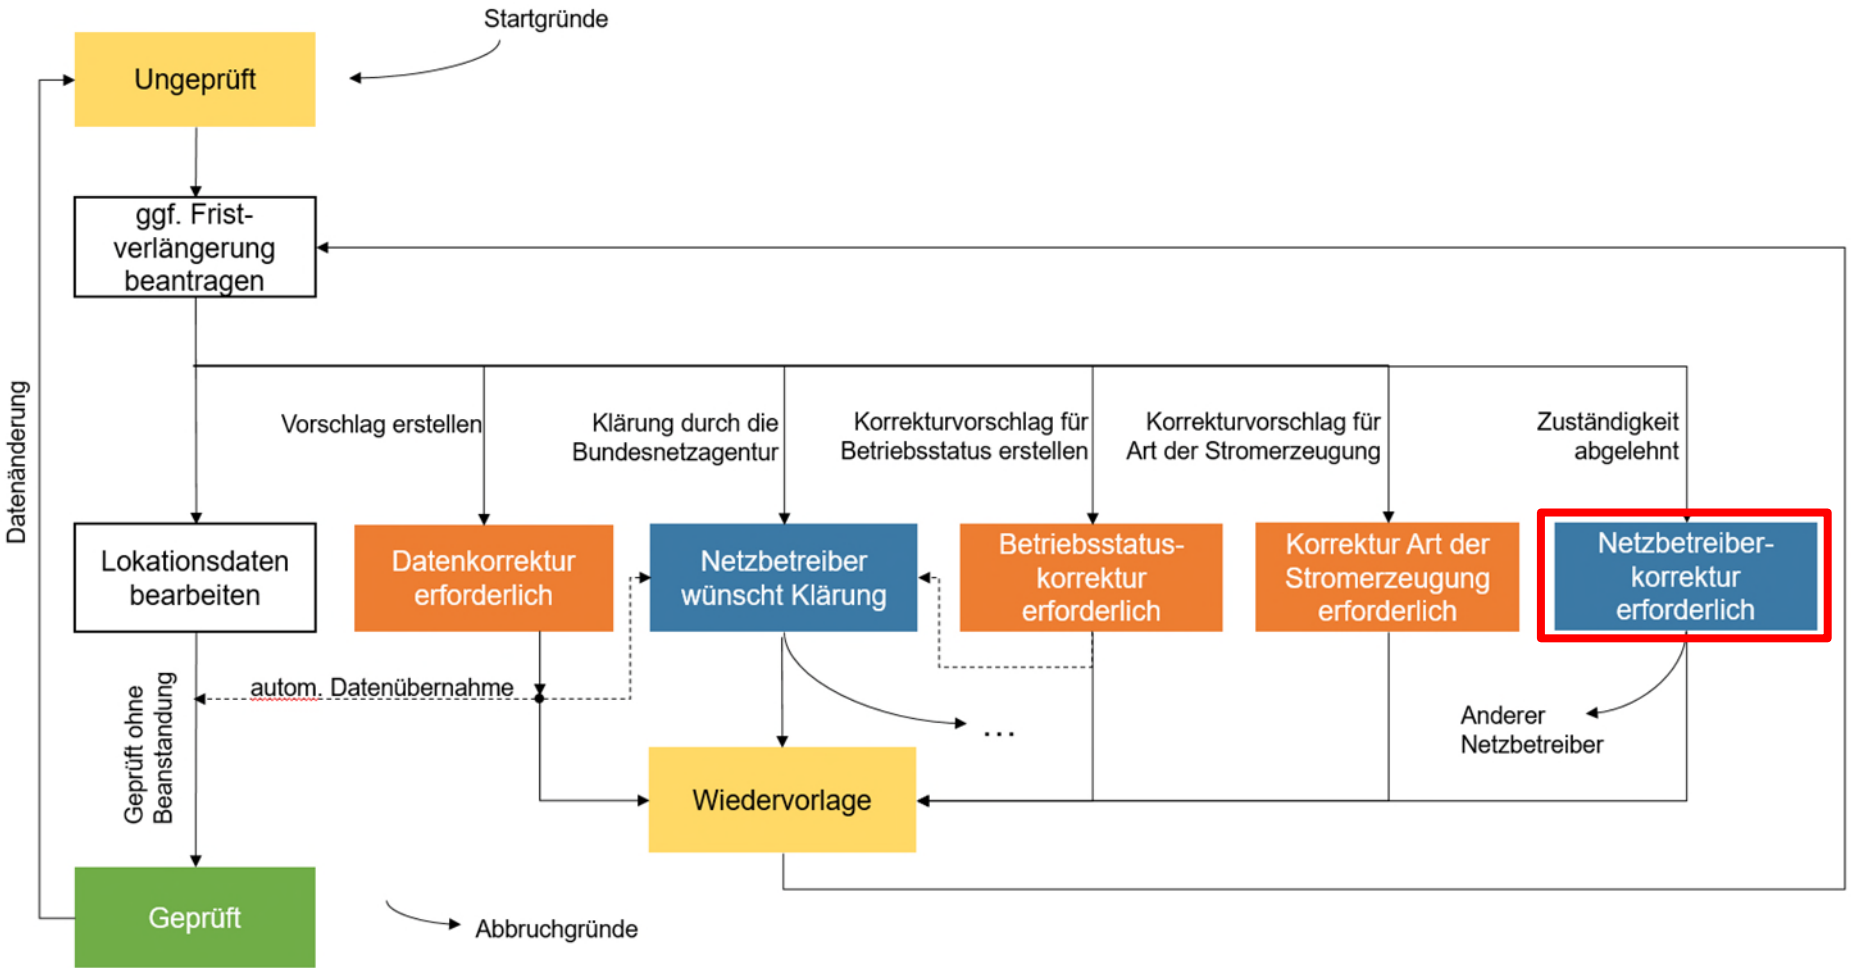 Startgründe
Ungeprüft
ggf. Frist-
verlängerung
beantragen
Datenänderung
Vorschlag erstellen
Klärung durch die
Bundesnetzagentur
Korrekturvorschlag für
Betriebsstatus erstellen
Korrekturvorschlag für
Art der Stromerzeugung
Zuständigkeit
abgelehnt
Lokationsdaten
bearbeiten
Datenkorrektur
erforderlich
Netzbetreiber
wünscht Klärung
Betriebsstatus-
korrektur
erforderlich
Korrektur Art der
Stromerzeugung
erforderlich
Netzbetreiber-
korrektur
erforderlich
autom. Datenübernahme
Geprüft ohne
Beanstandung
...
Anderer
Netzbetreiber
Wiedervorlage
Geprüft
Abbruchgründe